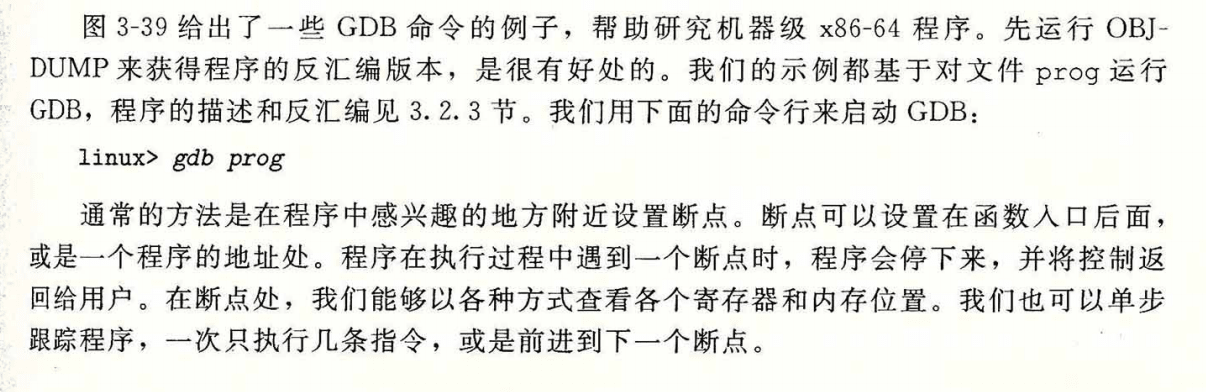 图 3-39 给出了一些 GDB 命令的例子，帮助研究机器级 x86-64 程序。先运行 OBJ-
DUMP 来获得程序的反汇编版本，是很有好处的。我们的示例都基于对文件 prog 运行
GDB，程序的描述和反汇编见 3.2.3 节。我们用下面的命令行来启动 GDB：
linux> gdb prog
通常的方法是在程序中感兴趣的地方附近设置断点。断点可以设置在函数入口后面，
或是一个程序的地址处。程序在执行过程中遇到一个断点时，程序会停下来，并将控制返
回给用户。在断点处，我们能够以各种方式查看各个寄存器和内存位置。我们也可以单步
跟踪程序，一次只执行几条指令，或是前进到下一个断点。